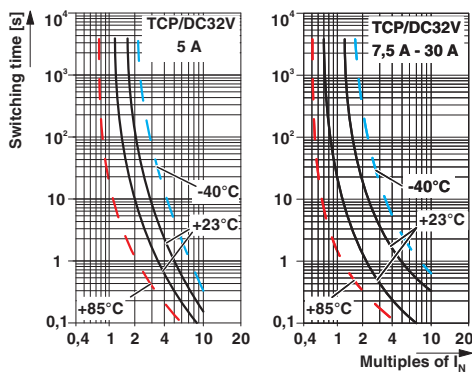 Switching time [s]
TCP/DC32V
5 A
10⁴
10³
10²
10
1
0,1
-40°C
+23°C
+85°C
0,4 1 2 4 10 20
TCP/DC32V
7,5 A - 30 A
10⁴
10³
10²
10
1
0,1
-40°C
+23°C
+85°C
0,4 1 2 4 10 20
Multiples of I_N